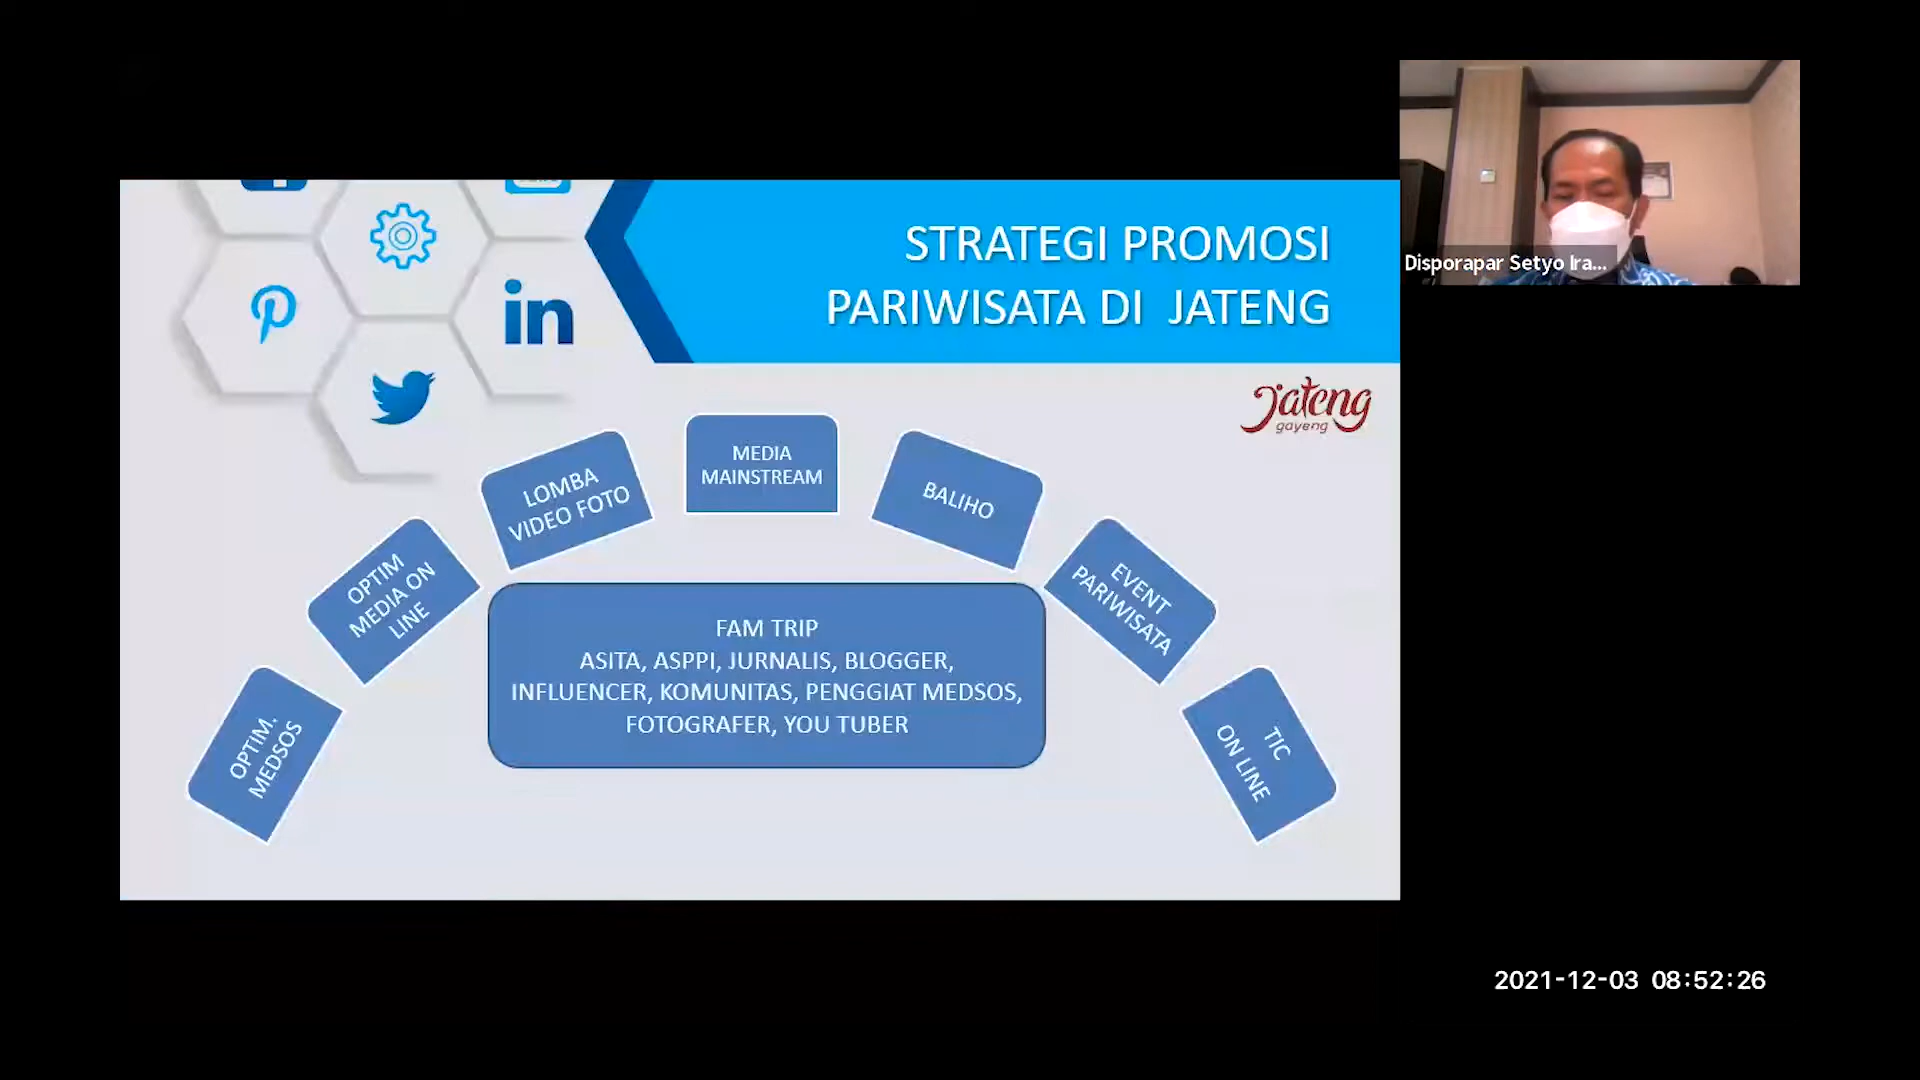 STRATEGI PROMOSI
PARIWISATA DI JATENG
Jateng
gayeng
in
OPTIM.
MEDSOS
OPTIM
MEDIA ON
LINE
LOMBA
VIDEO FOTO
MEDIA
MAINSTREAM
BALIHO
EVENT
PARIWISATA
TIC
ON LINE
FAM TRIP
ASITA, ASPPI, JURNALIS, BLOGGER,
INFLUENCER, KOMUNITAS, PENGGIAT MEDSOS,
FOTOGRAFER, YOU TUBER
Disporapar Setyo Ira...
2021-12-03 08:52:26